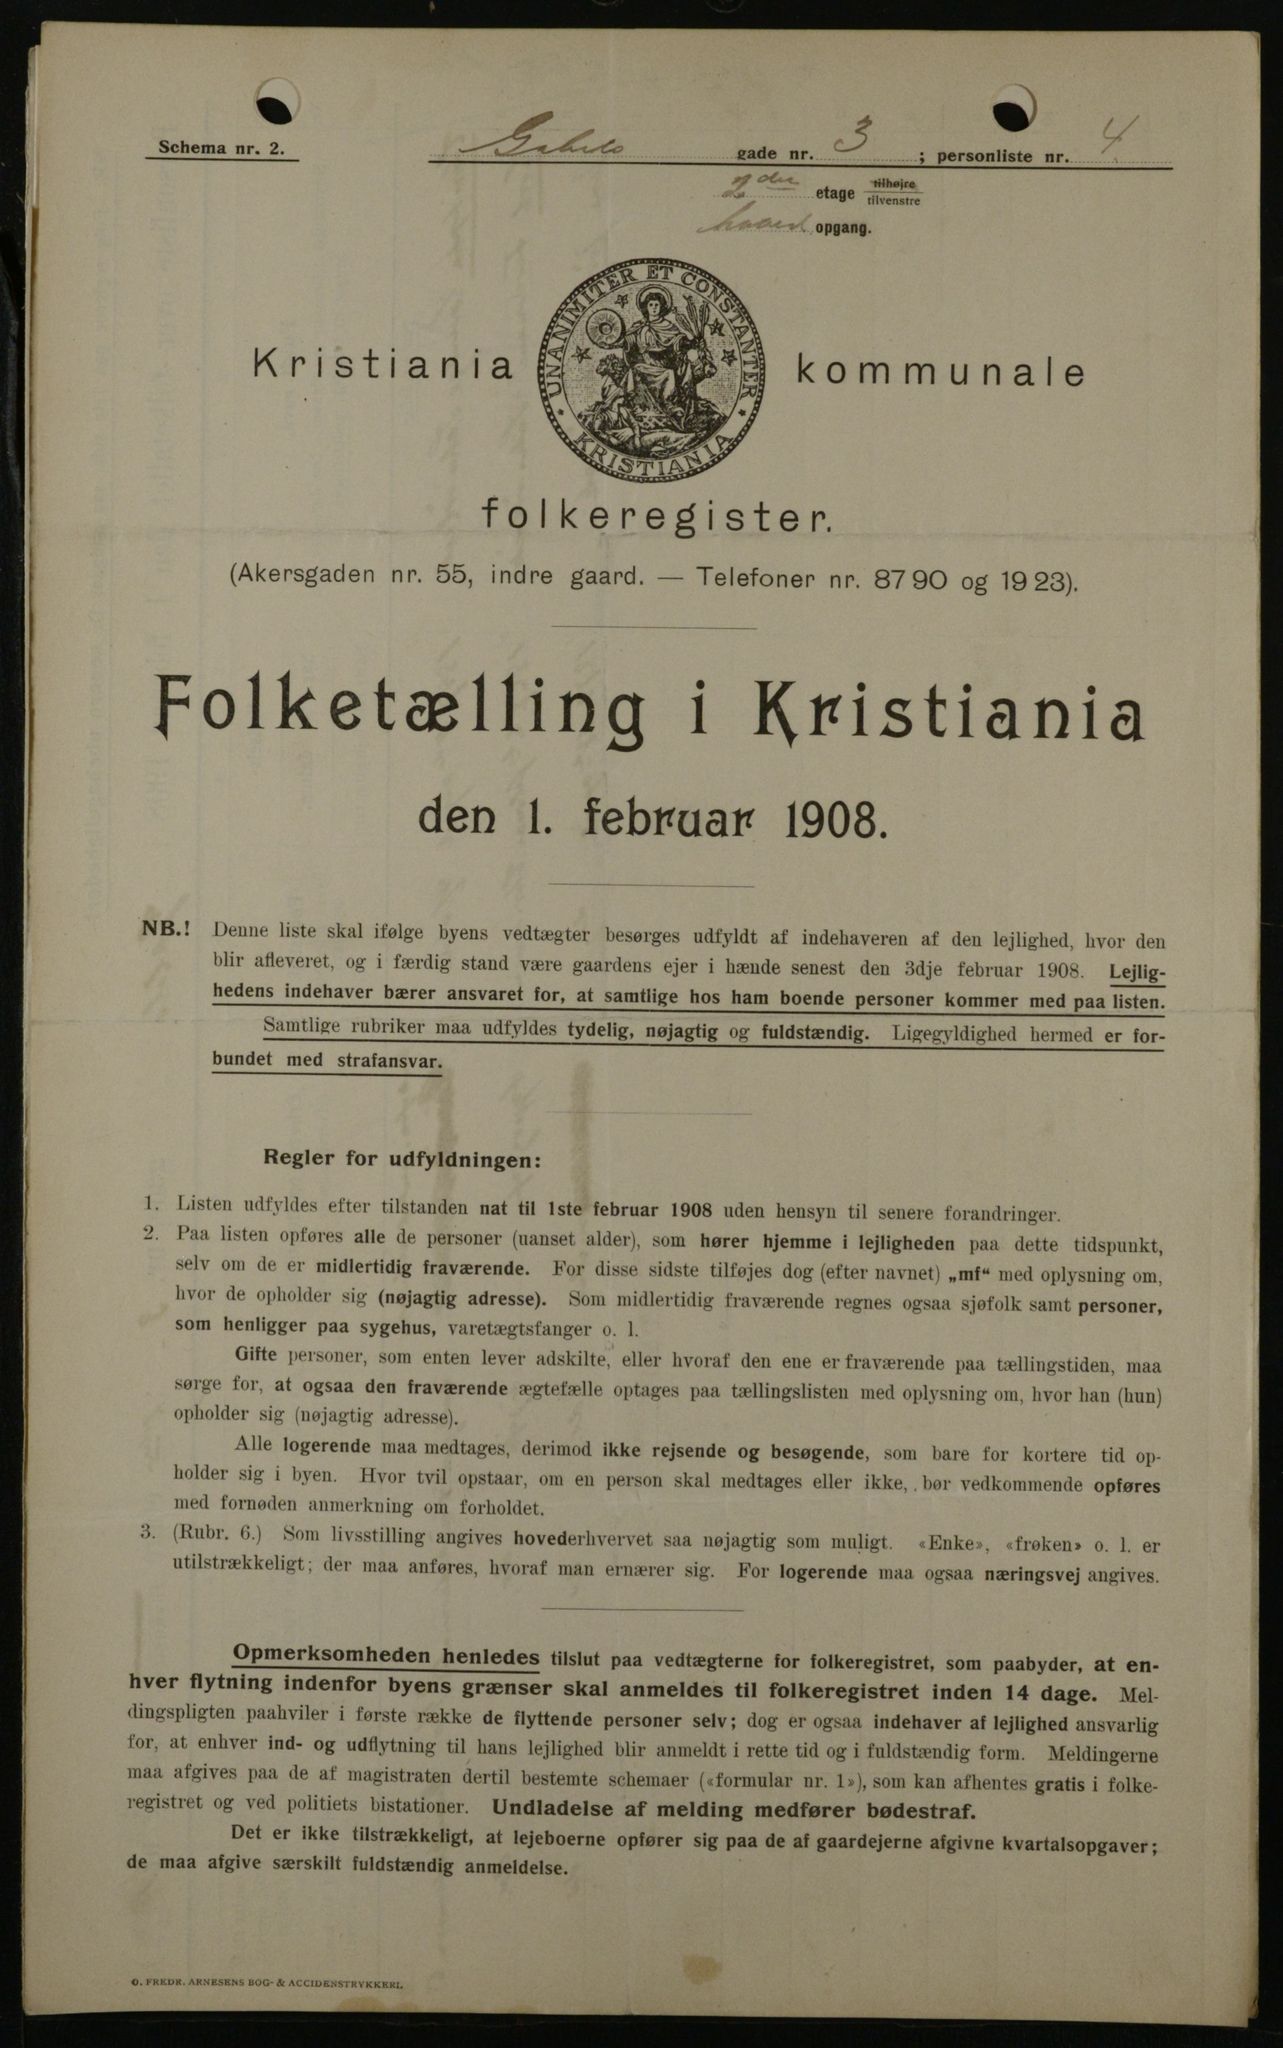 Schema nr. 2.
Gabels gade nr. 3; personliste nr. 4.
2den etage tilhøjre
tilvenstre
hoved opgang.
UNANIMITER ET CONSTANTER
KRISTIANIA
Kristiania kommunale
folkeregister.
(Akersgaden nr. 55, indre gaard. — Telefoner nr. 8790 og 1923).
Folketælling i Kristiania
den 1. februar 1908.
NB.! Denne liste skal ifølge byens vedtægter besørges udfyldt af indehaveren af den lejlighed, hvor den
blir afleveret, og i færdig stand være gaardens ejer i hænde senest den 3dje februar 1908. Lejlig-
hedens indehaver bærer ansvaret for, at samtlige hos ham boende personer kommer med paa listen.
Samtlige rubriker maa udfyldes tydelig, nøjagtig og fuldstændig. Ligegyldighed hermed er for-
bundet med strafansvar.
Regler for udfyldningen:
1. Listen udfyldes efter tilstanden nat til 1ste februar 1908 uden hensyn til senere forandringer.
2. Paa listen opføres alle de personer (uanset alder), som hører hjemme i lejligheden paa dette tidspunkt,
selv om de er midlertidig fraværende. For disse sidste tilføjes dog (efter navnet) „mf“ med oplysning om,
hvor de opholder sig (nøjagtig adresse). Som midlertidig fraværende regnes ogsaa sjøfolk samt personer,
som henligger paa sygehus, varetægtsfanger o. l.
Gifte personer, som enten lever adskilte, eller hvoraf den ene er fraværende paa tællingstiden, maa
sørge for, at ogsaa den fraværende ægtefælle optages paa tællingslisten med oplysning om, hvor han (hun)
opholder sig (nøjagtig adresse).
Alle logerende maa medtages, derimod ikke rejsende og besøgende, som bare for kortere tid op-
holder sig i byen. Hvor tvil opstaar, om en person skal medtages eller ikke, bør vedkommende opføres
med fornøden anmerkning om forholdet.
3. (Rubr. 6.) Som livsstilling angives hovederhvervet saa nøjagtig som muligt. «Enke», «frøken» o. l. er
utilstrækkeligt; der maa anføres, hvoraf man ernærer sig. For logerende maa ogsaa næringsvej angives.
Opmerksomheden henledes tilslut paa vedtægterne for folkeregistret, som paabyder, at en-
hver flytning indenfor byens grænser skal anmeldes til folkeregistret inden 14 dage. Mel-
dingspligten paahviler i første række de flyttende personer selv; dog er ogsaa indehaver af lejlighed ansvarlig
for, at enhver ind- og udflytning til hans lejlighed blir anmeldt i rette tid og i fuldstændig form. Meldingerne
maa afgives paa de af magistraten dertil bestemte schemaer («formular nr. 1»), som kan afhentes gratis i folke-
registret og ved politiets bistationer. Undladelse af melding medfører bødestraf.
Det er ikke tilstrækkeligt, at lejeboerne opfører sig paa de af gaardejerne afgivne kvartalsopgaver;
de maa afgive særskilt fuldstændig anmeldelse.
O. FREDR. ARNESENS BOG- & ACCIDENSTRYKKERI.